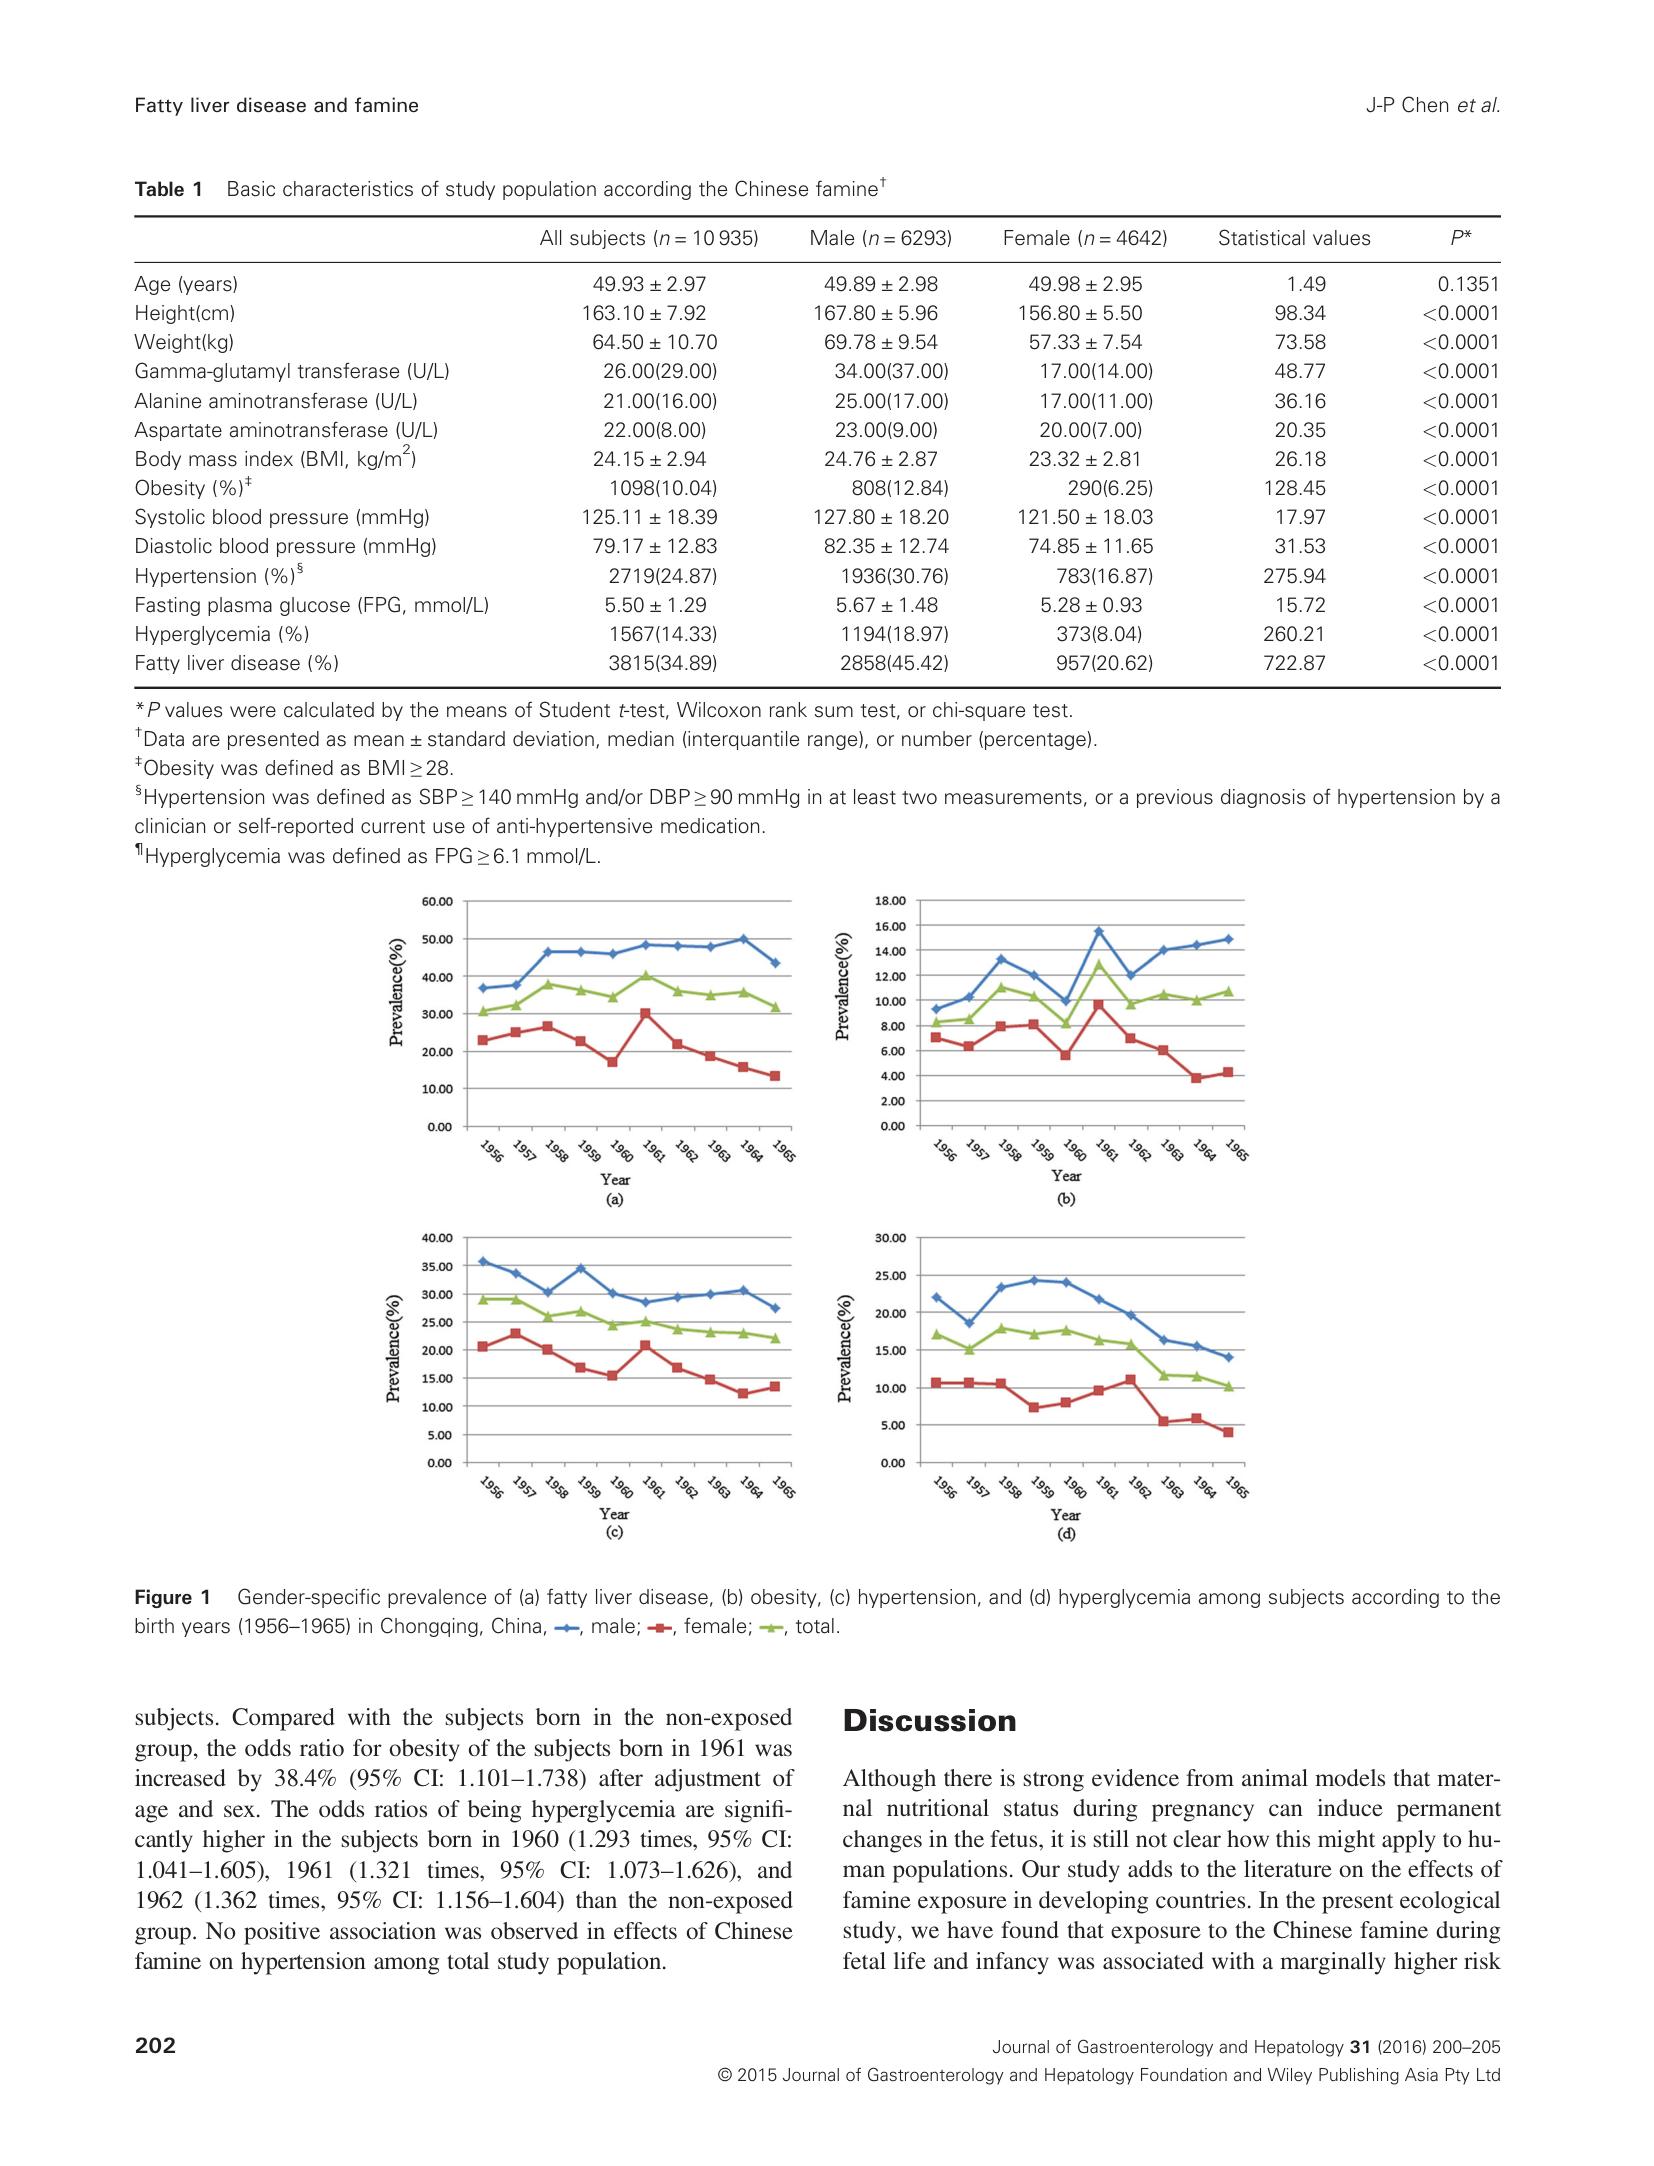 Fatty liver disease and famine
J-P Chen et al.
Table 1 Basic characteristics of study population according the Chinese famine†
All subjects (n = 10 935) Male (n = 6293) Female (n = 4642) Statistical values P*
Age (years) 49.93 ± 2.97 49.89 ± 2.98 49.98 ± 2.95 1.49 0.1351
Height(cm) 163.10 ± 7.92 167.80 ± 5.96 156.80 ± 5.50 98.34 <0.0001
Weight(kg) 64.50 ± 10.70 69.78 ± 9.54 57.33 ± 7.54 73.58 <0.0001
Gamma-glutamyl transferase (U/L) 26.00(29.00) 34.00(37.00) 17.00(14.00) 48.77 <0.0001
Alanine aminotransferase (U/L) 21.00(16.00) 25.00(17.00) 17.00(11.00) 36.16 <0.0001
Aspartate aminotransferase (U/L) 22.00(8.00) 23.00(9.00) 20.00(7.00) 20.35 <0.0001
Body mass index (BMI, kg/m²) 24.15 ± 2.94 24.76 ± 2.87 23.32 ± 2.81 26.18 <0.0001
Obesity (%)‡ 1098(10.04) 808(12.84) 290(6.25) 128.45 <0.0001
Systolic blood pressure (mmHg) 125.11 ± 18.39 127.80 ± 18.20 121.50 ± 18.03 17.97 <0.0001
Diastolic blood pressure (mmHg) 79.17 ± 12.83 82.35 ± 12.74 74.85 ± 11.65 31.53 <0.0001
Hypertension (%)§ 2719(24.87) 1936(30.76) 783(16.87) 275.94 <0.0001
Fasting plasma glucose (FPG, mmol/L) 5.50 ± 1.29 5.67 ± 1.48 5.28 ± 0.93 15.72 <0.0001
Hyperglycemia (%) 1567(14.33) 1194(18.97) 373(8.04) 260.21 <0.0001
Fatty liver disease (%) 3815(34.89) 2858(45.42) 957(20.62) 722.87 <0.0001
*P values were calculated by the means of Student t-test, Wilcoxon rank sum test, or chi-square test.
†Data are presented as mean ± standard deviation, median (interquantile range), or number (percentage).
‡Obesity was defined as BMI ≥ 28.
§Hypertension was defined as SBP ≥ 140 mmHg and/or DBP ≥ 90 mmHg in at least two measurements, or a previous diagnosis of hypertension by a
clinician or self-reported current use of anti-hypertensive medication.
¶Hyperglycemia was defined as FPG ≥ 6.1 mmol/L.
Prevalence(%)
60.00
50.00
40.00
30.00
20.00
10.00
0.00
1956 1957 1958 1959 1960 1961 1962 1963 1964 1965
Year
(a)
Prevalence(%)
18.00
16.00
14.00
12.00
10.00
8.00
6.00
4.00
2.00
0.00
1956 1957 1958 1959 1960 1961 1962 1963 1964 1965
Year
(b)
Prevalence(%)
40.00
35.00
30.00
25.00
20.00
15.00
10.00
5.00
0.00
1956 1957 1958 1959 1960 1961 1962 1963 1964 1965
Year
(c)
Prevalence(%)
30.00
25.00
20.00
15.00
10.00
5.00
0.00
1956 1957 1958 1959 1960 1961 1962 1963 1964 1965
Year
(d)
Figure 1 Gender-specific prevalence of (a) fatty liver disease, (b) obesity, (c) hypertension, and (d) hyperglycemia among subjects according to the
birth years (1956–1965) in Chongqing, China, , male; , female; , total.
subjects. Compared with the subjects born in the non-exposed
group, the odds ratio for obesity of the subjects born in 1961 was
increased by 38.4% (95% CI: 1.101–1.738) after adjustment of
age and sex. The odds ratios of being hyperglycemia are signifi-
cantly higher in the subjects born in 1960 (1.293 times, 95% CI:
1.041–1.605), 1961 (1.321 times, 95% CI: 1.073–1.626), and
1962 (1.362 times, 95% CI: 1.156–1.604) than the non-exposed
group. No positive association was observed in effects of Chinese
famine on hypertension among total study population.
Discussion
Although there is strong evidence from animal models that mater-
nal nutritional status during pregnancy can induce permanent
changes in the fetus, it is still not clear how this might apply to hu-
man populations. Our study adds to the literature on the effects of
famine exposure in developing countries. In the present ecological
study, we have found that exposure to the Chinese famine during
fetal life and infancy was associated with a marginally higher risk
202
Journal of Gastroenterology and Hepatology 31 (2016) 200–205
© 2015 Journal of Gastroenterology and Hepatology Foundation and Wiley Publishing Asia Pty Ltd